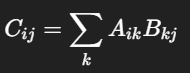 C_{ij} = \sum_{k} A_{ik} B_{kj}